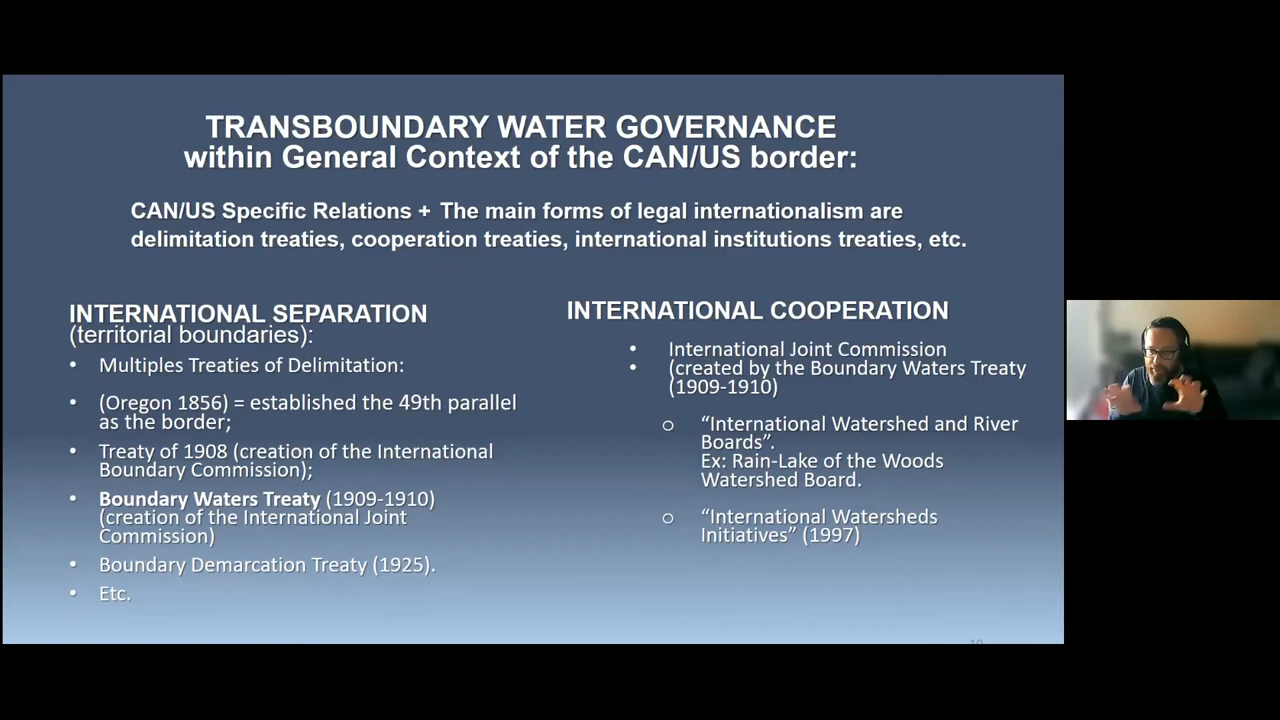 TRANSBOUNDARY WATER GOVERNANCE
within General Context of the CAN/US border:
CAN/US Specific Relations + The main forms of legal internationalism are
delimitation treaties, cooperation treaties, international institutions treaties, etc.
INTERNATIONAL SEPARATION
(territorial boundaries):
• Multiples Treaties of Delimitation:
• (Oregon 1856) = established the 49th parallel
as the border;
• Treaty of 1908 (creation of the International
Boundary Commission);
• Boundary Waters Treaty (1909-1910)
(creation of the International Joint
Commission)
• Boundary Demarcation Treaty (1925).
• Etc.
INTERNATIONAL COOPERATION
• International Joint Commission
• (created by the Boundary Waters Treaty
(1909-1910)
o “International Watershed and River
Boards”.
Ex: Rain-Lake of the Woods
Watershed Board.
o “International Watersheds
Initiatives” (1997)